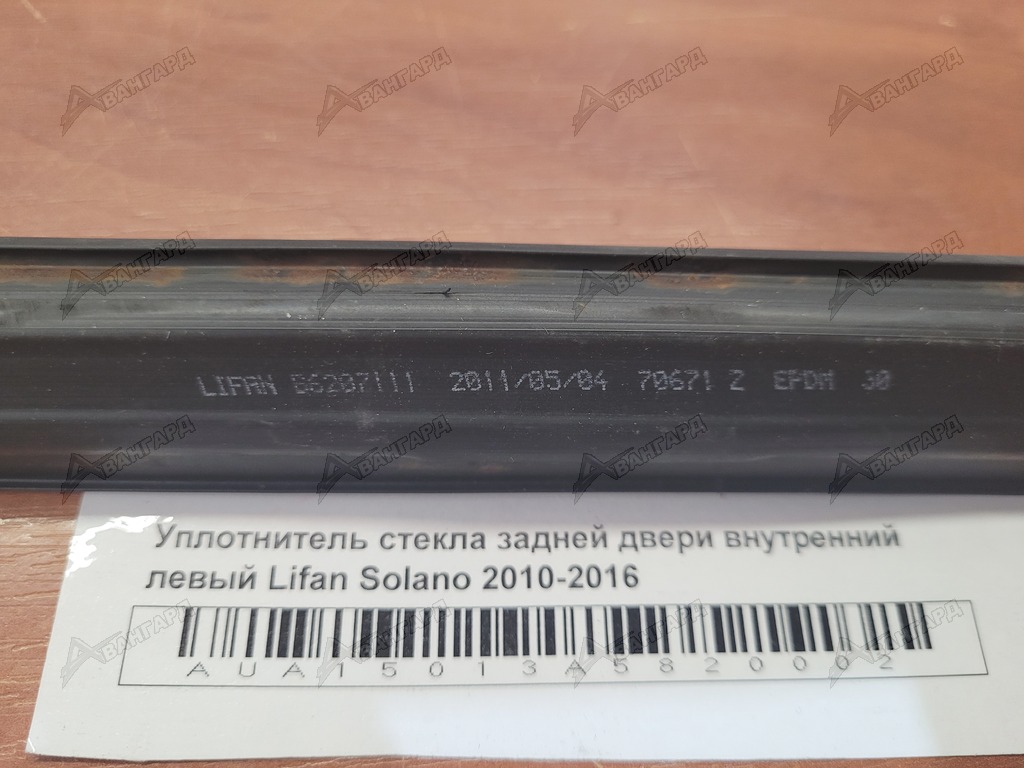 LIFAN B6207111 2011/05/04 70671 Z EPDM 30
Уплотнитель стекла задней двери внутренний
левый Lifan Solano 2010-2016
AUA15013A5820002
АВАНГАРД